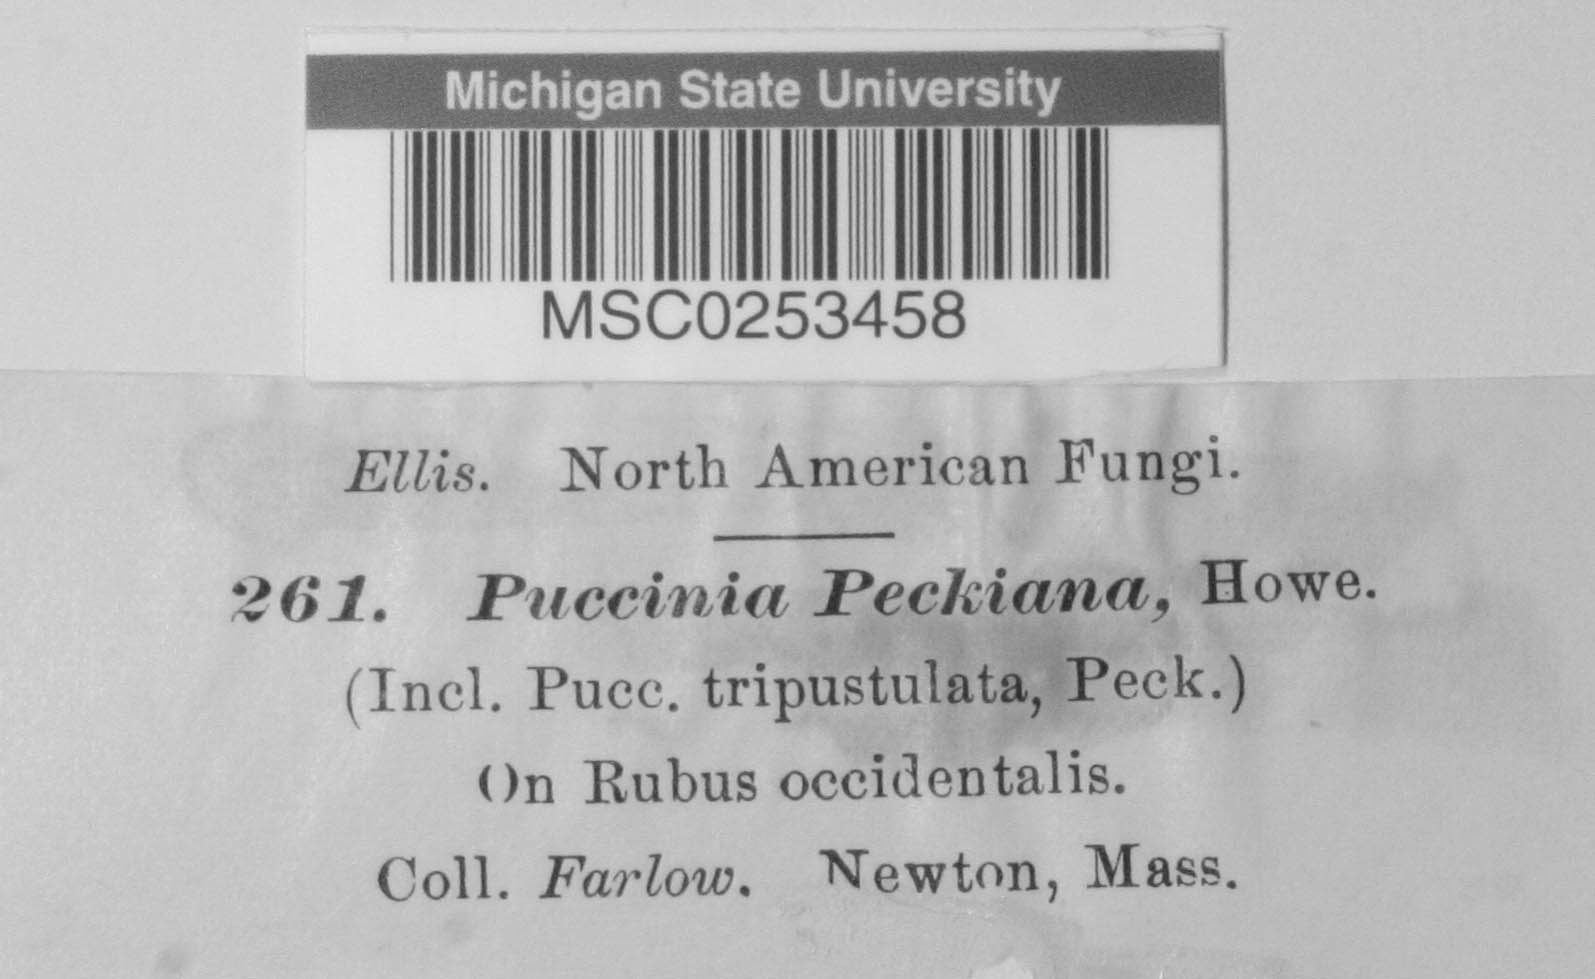 Michigan State University
MSC0253458
Ellis. North American Fungi.
261. Puccinia Peckiana, Howe.
(Incl. Pucc. tripustulata, Peck.)
On Rubus occidentalis.
Coll. Farlow. Newton, Mass.